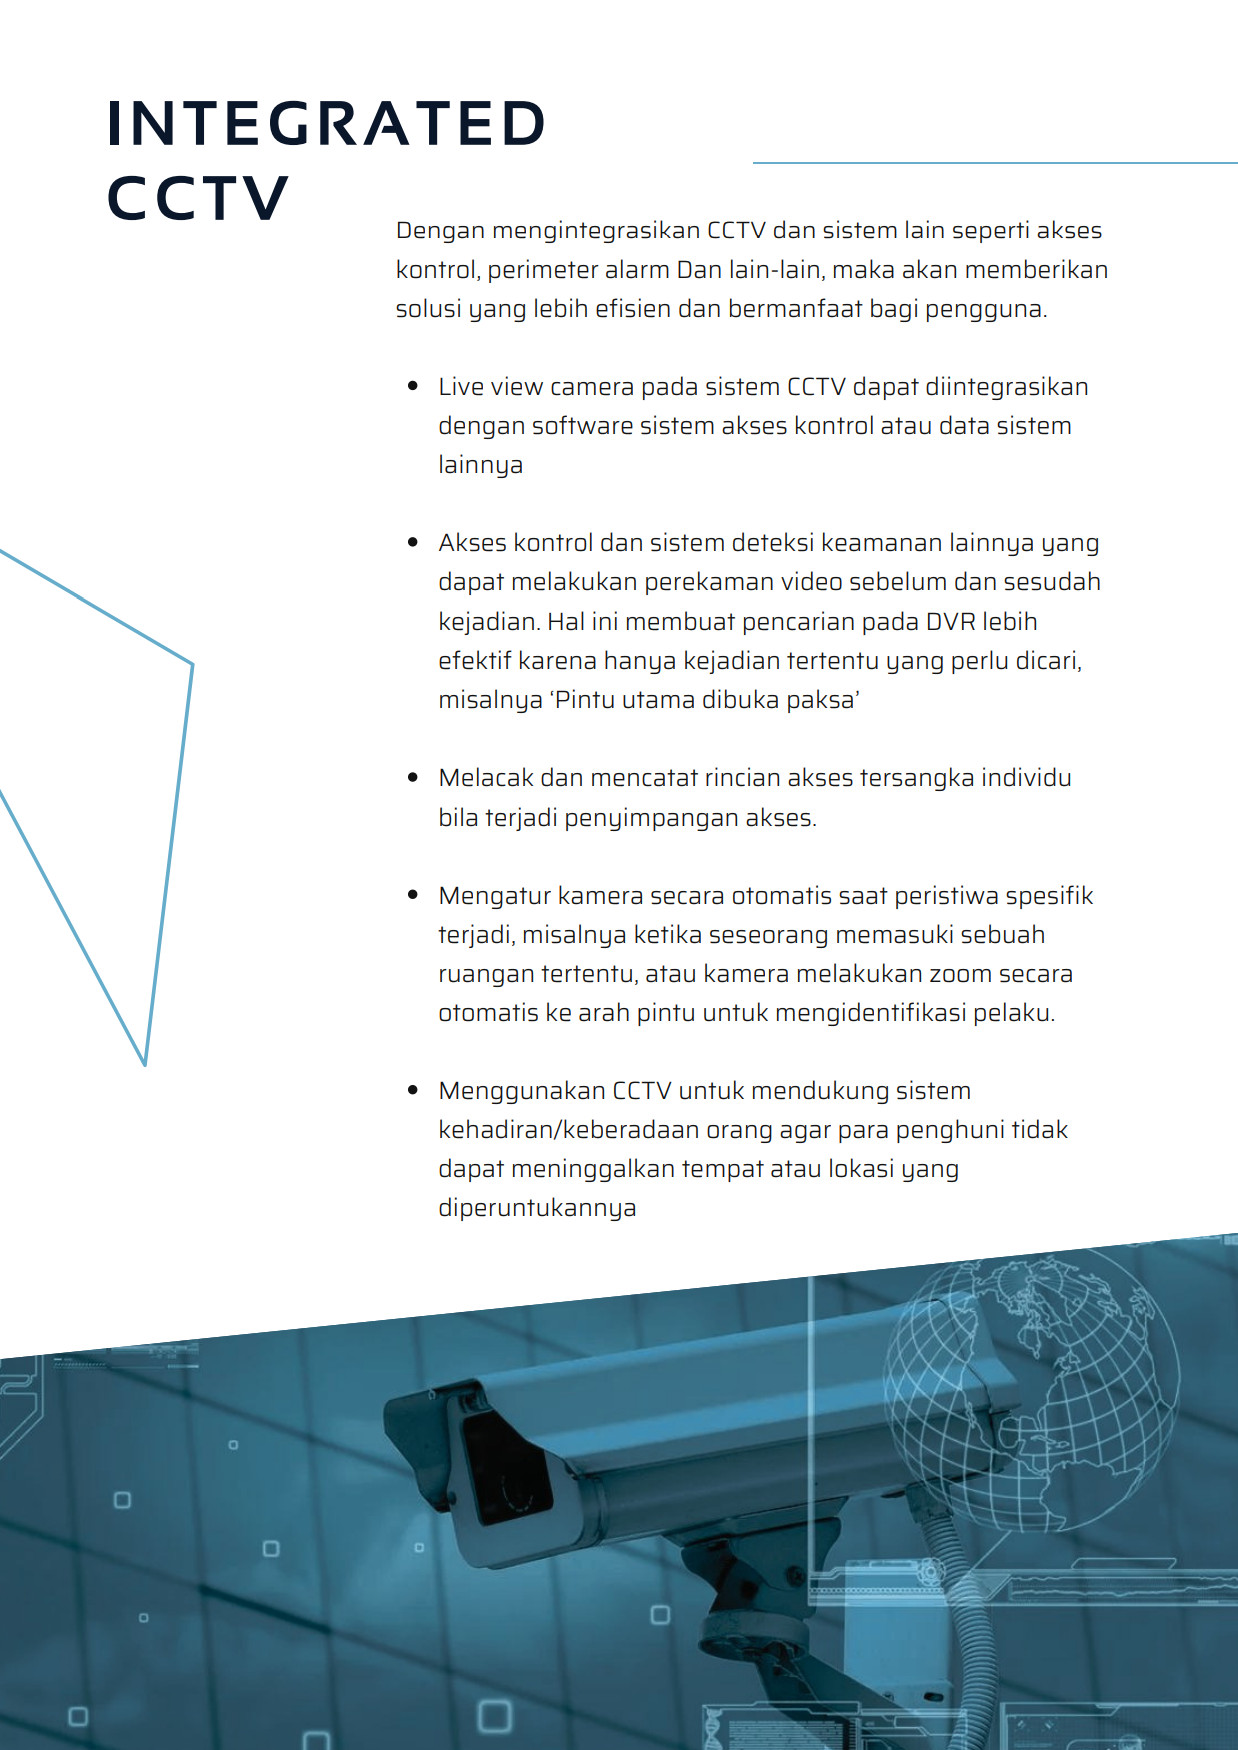 INTEGRATED
CCTV
Dengan mengintegrasikan CCTV dan sistem lain seperti akses
kontrol, perimeter alarm Dan lain-lain, maka akan memberikan
solusi yang lebih efisien dan bermanfaat bagi pengguna.
• Live view camera pada sistem CCTV dapat diintegrasikan
dengan software sistem akses kontrol atau data sistem
lainnya
• Akses kontrol dan sistem deteksi keamanan lainnya yang
dapat melakukan perekaman video sebelum dan sesudah
kejadian. Hal ini membuat pencarian pada DVR lebih
efektif karena hanya kejadian tertentu yang perlu dicari,
misalnya ‘Pintu utama dibuka paksa’
• Melacak dan mencatat rincian akses tersangka individu
bila terjadi penyimpangan akses.
• Mengatur kamera secara otomatis saat peristiwa spesifik
terjadi, misalnya ketika seseorang memasuki sebuah
ruangan tertentu, atau kamera melakukan zoom secara
otomatis ke arah pintu untuk mengidentifikasi pelaku.
• Menggunakan CCTV untuk mendukung sistem
kehadiran/keberadaan orang agar para penghuni tidak
dapat meninggalkan tempat atau lokasi yang
diperuntukannya